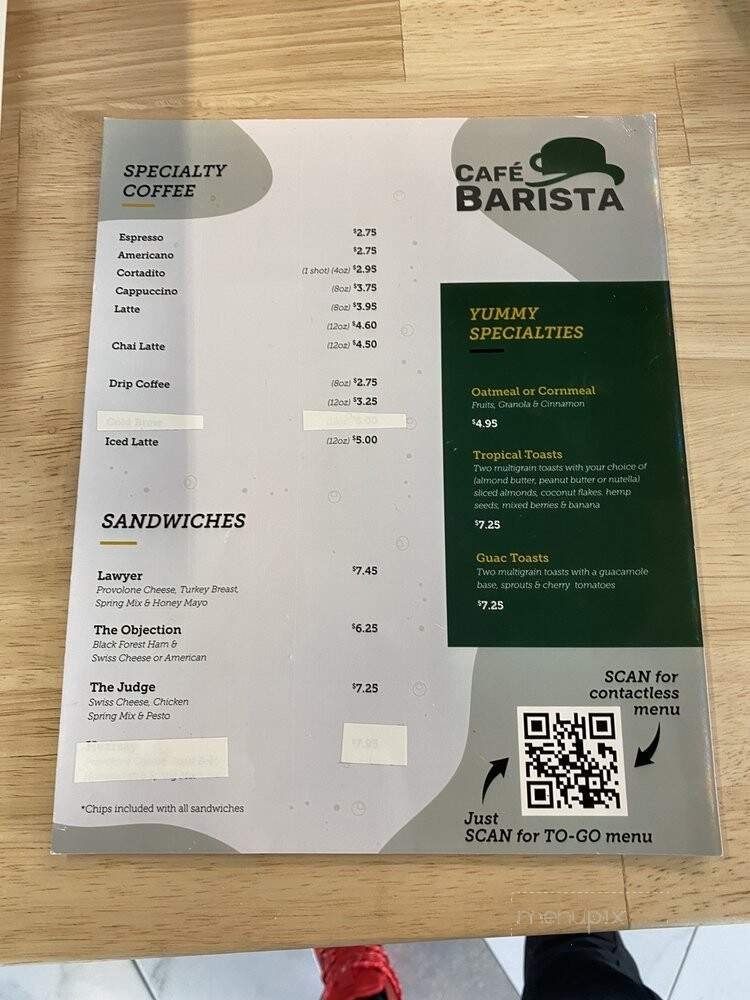 SPECIALTY
COFFEE
Espresso $2.75
Americano $2.75
Cortadito (1 shot) (4oz) $2.95
Cappuccino (8oz) $3.75
Latte (8oz) $3.95
(12oz) $4.60
Chai Latte (12oz) $4.50
Drip Coffee (8oz) $2.75
(12oz) $3.25
Cold Brew
Iced Latte (12oz) $5.00
SANDWICHES
Lawyer $7.45
Provolone Cheese, Turkey Breast,
Spring Mix & Honey Mayo
The Objection $6.25
Black Forest Ham &
Swiss Cheese or American
The Judge $7.25
Swiss Cheese, Chicken
Spring Mix & Pesto
$7.95
*Chips included with all sandwiches
CAFÉ
BARISTA
YUMMY
SPECIALTIES
Oatmeal or Cornmeal
Fruits, Granola & Cinnamon
$4.95
Tropical Toasts
Two multigrain toasts with your choice of
(almond butter, peanut butter or nutella)
sliced almonds, coconut flakes, hemp
seeds, mixed berries & banana
$7.25
Guac Toasts
Two multigrain toasts with a guacamole
base, sprouts & cherry tomatoes
$7.25
SCAN for
contactless
menu
Just
SCAN for TO-GO menu
menupix